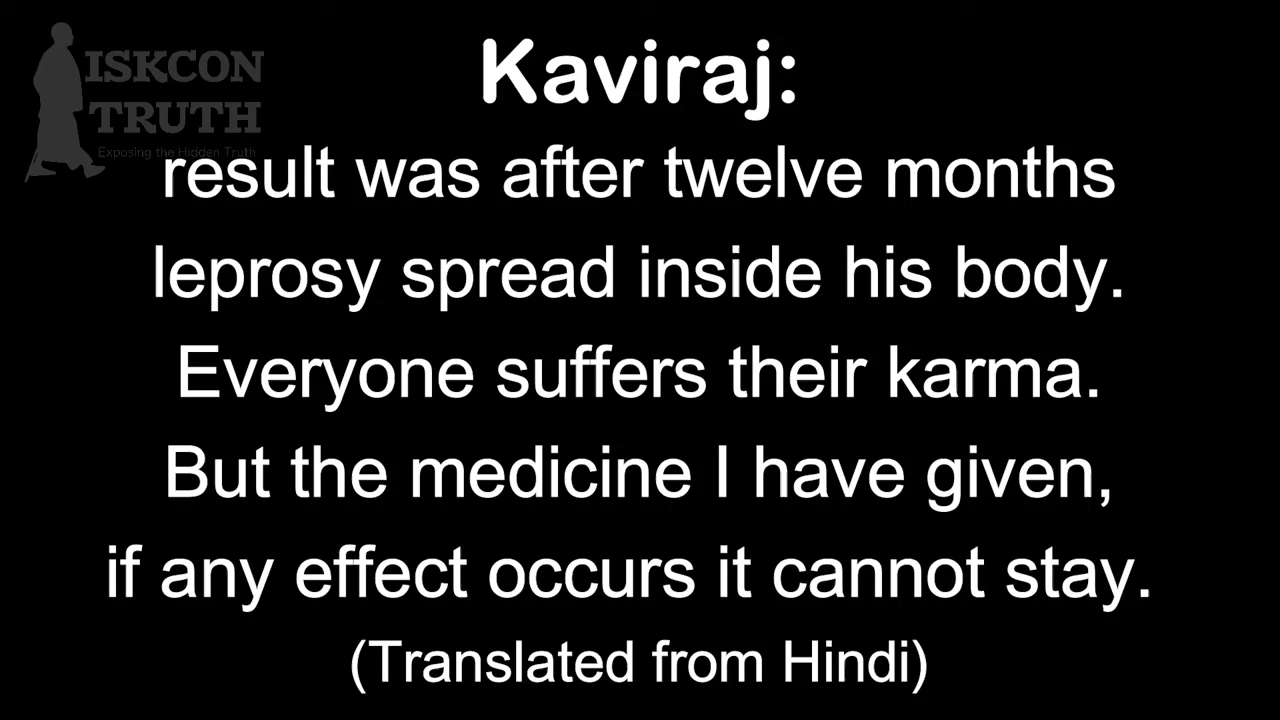 ISKCON
TRUTH
Exposing the Hidden Truth
Kaviraj:
result was after twelve months
leprosy spread inside his body.
Everyone suffers their karma.
But the medicine I have given,
if any effect occurs it cannot stay.
(Translated from Hindi)